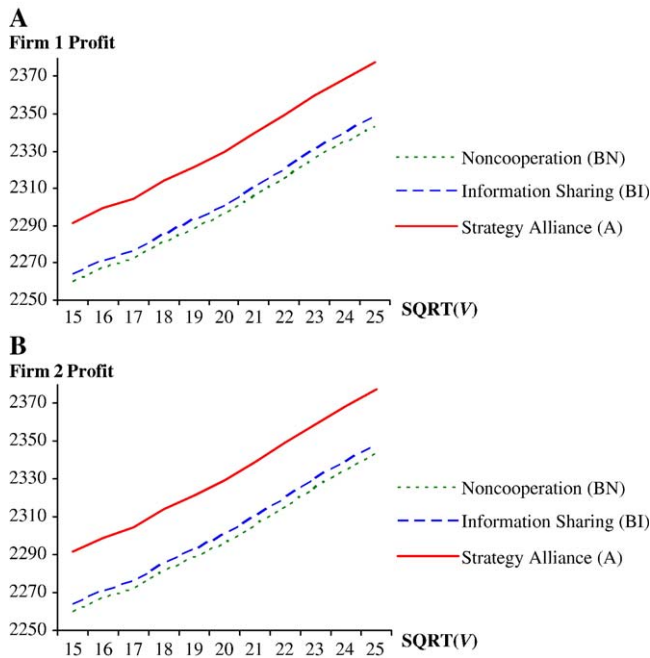 A
Firm 1 Profit
2370
2350
2330
2310
2290
2270
2250
15 16 17 18 19 20 21 22 23 24 25 SQRT(V)
Noncooperation (BN)
Information Sharing (BI)
Strategy Alliance (A)
B
Firm 2 Profit
2370
2350
2330
2310
2290
2270
2250
15 16 17 18 19 20 21 22 23 24 25 SQRT(V)
Noncooperation (BN)
Information Sharing (BI)
Strategy Alliance (A)